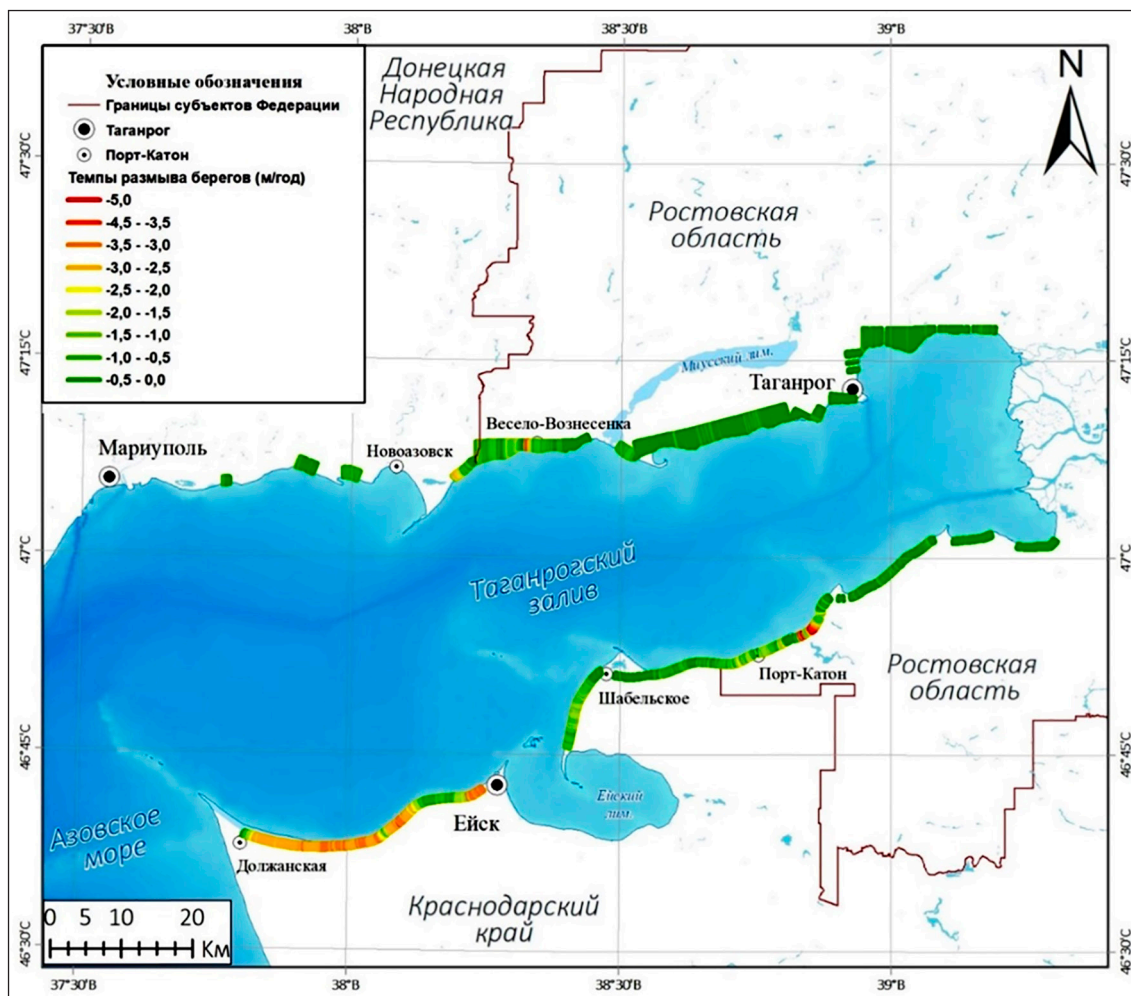 37°30'В
38°В
38°30'В
39°В
Условные обозначения
Границы субъектов Федерации
Таганрог
Порт-Катон
Темпы размыва берегов (м/год)
-5,0
-4,5 - -3,5
-3,5 - -3,0
-3,0 - -2,5
-2,5 - -2,0
-2,0 - -1,5
-1,5 - -1,0
-1,0 - -0,5
-0,5 - 0,0
Донецкая
Народная
Республика
N
47°30'С
47°30'С
Ростовская
область
47°15'С
47°15'С
Миусский лим.
Таганрог
Весело-Вознесенка
Мариуполь
Новоазовск
47°С
47°С
Таганрогский
залив
Порт-Катон
Ростовская
область
Шабельское
46°45'С
46°45'С
Ейский
лим.
Ейск
Азовское
море
Должанская
Краснодарский
край
0 5 10 20
Км
46°30'С
46°30'С
37°30'В
38°В
38°30'В
39°В